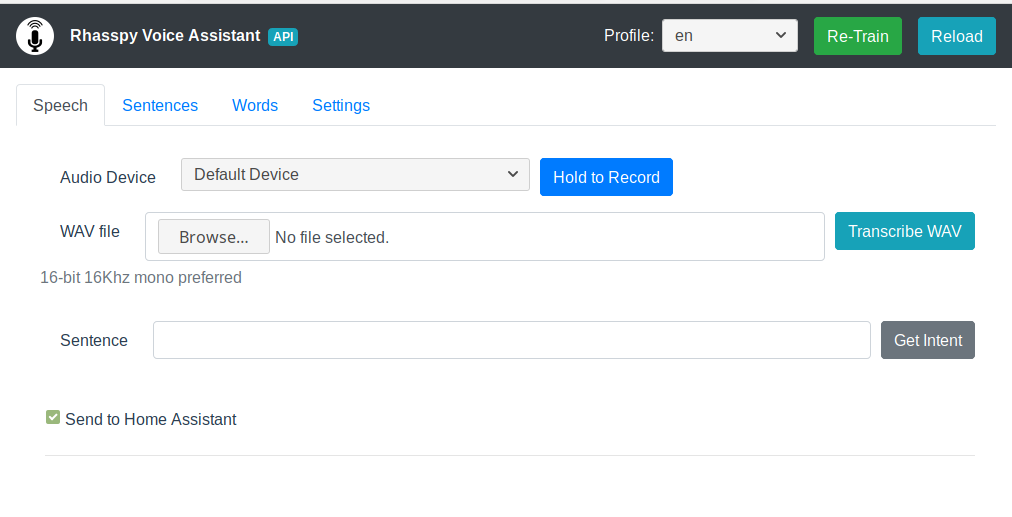 Rhasspy Voice Assistant API Profile: en Re-Train Reload
Speech Sentences Words Settings
Audio Device Default Device Hold to Record
WAV file Browse... No file selected. Transcribe WAV
16-bit 16Khz mono preferred
Sentence Get Intent
Send to Home Assistant